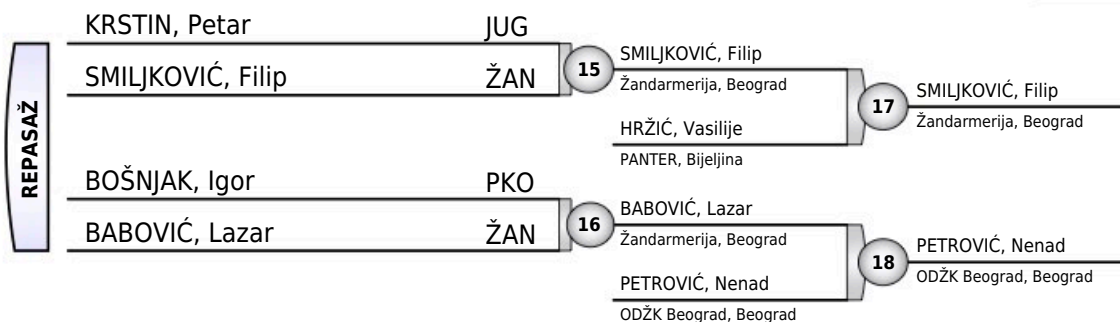 KRSTIN, Petar JUG
SMILJKOVIĆ, Filip ŽAN
15
SMILJKOVIĆ, Filip
Žandarmerija, Beograd
HRŽIĆ, Vasilije
PANTER, Bijeljina
17
SMILJKOVIĆ, Filip
Žandarmerija, Beograd
REPASAŽ
BOŠNJAK, Igor PKO
BABOVIĆ, Lazar ŽAN
16
BABOVIĆ, Lazar
Žandarmerija, Beograd
PETROVIĆ, Nenad
ODŽK Beograd, Beograd
18
PETROVIĆ, Nenad
ODŽK Beograd, Beograd